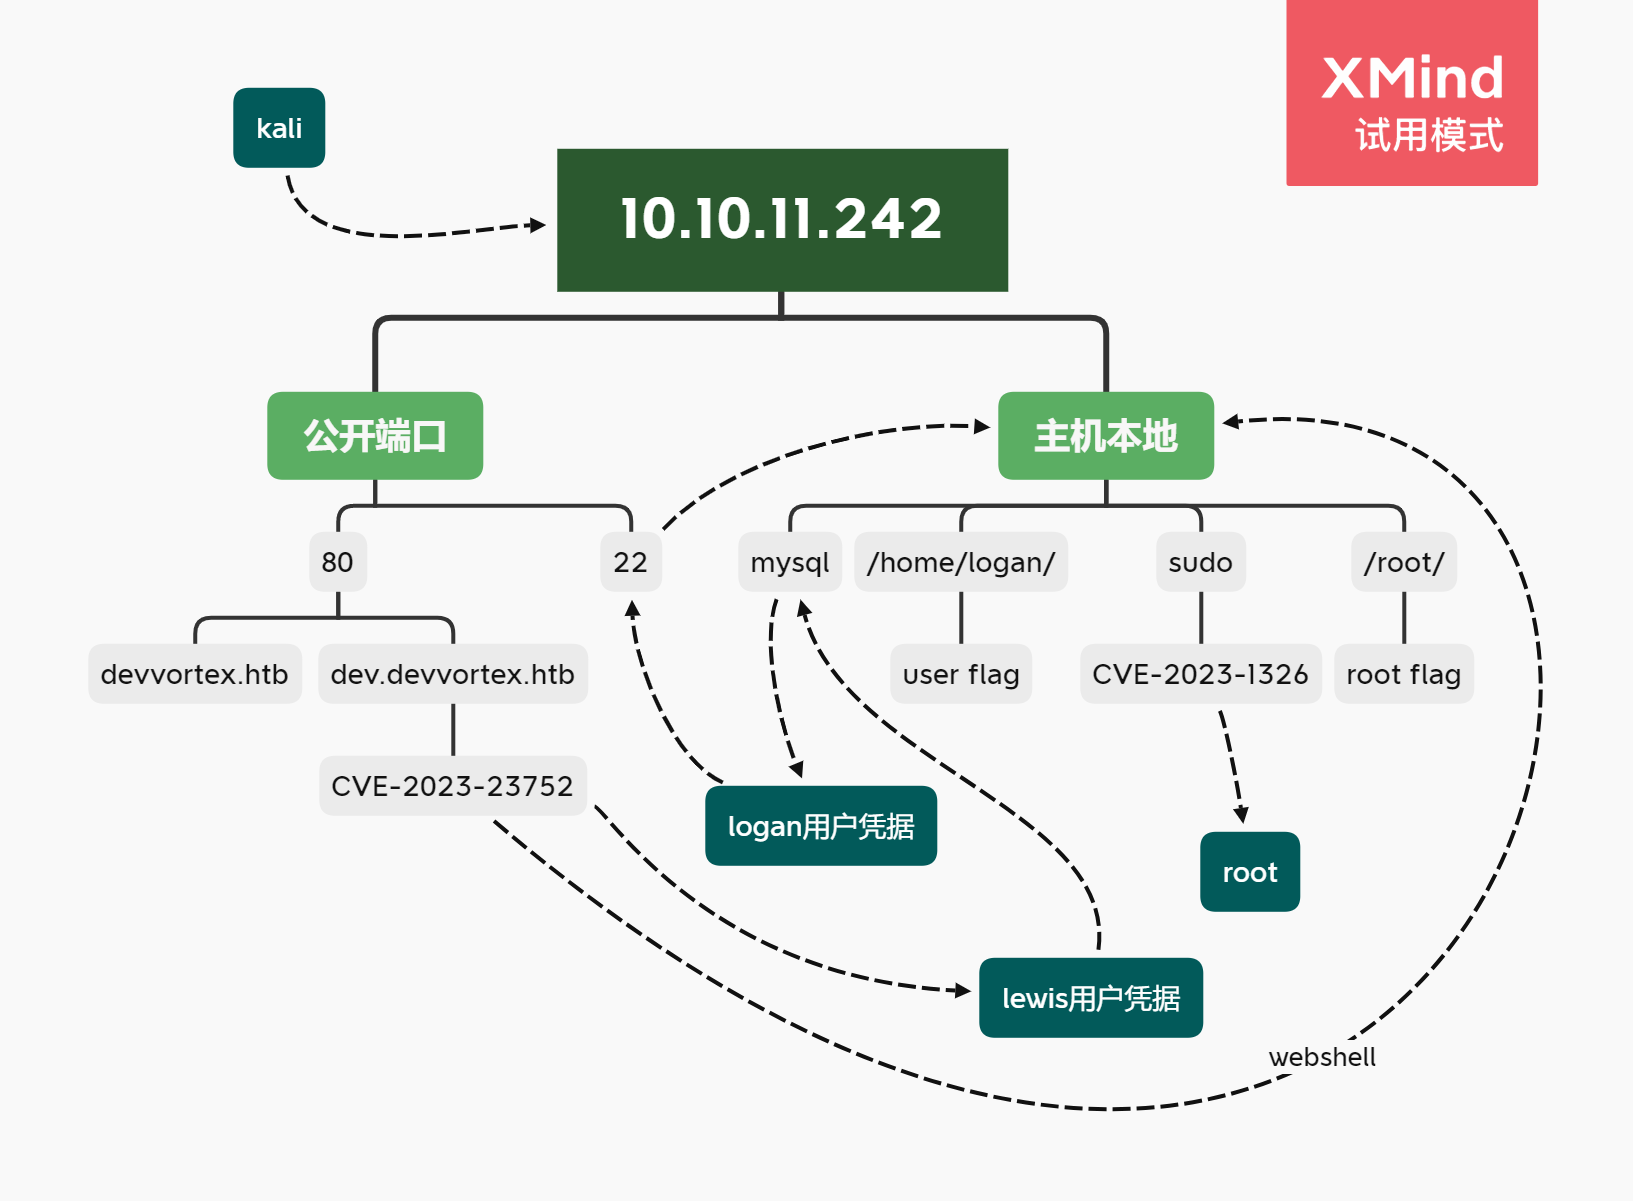 XMind
试用模式
kali
10.10.11.242
公开端口
主机本地
80
22
mysql
/home/logan/
sudo
/root/
devvortex.htb
dev.devvortex.htb
user flag
CVE-2023-1326
root flag
CVE-2023-23752
logan用户凭据
root
lewis用户凭据
webshell